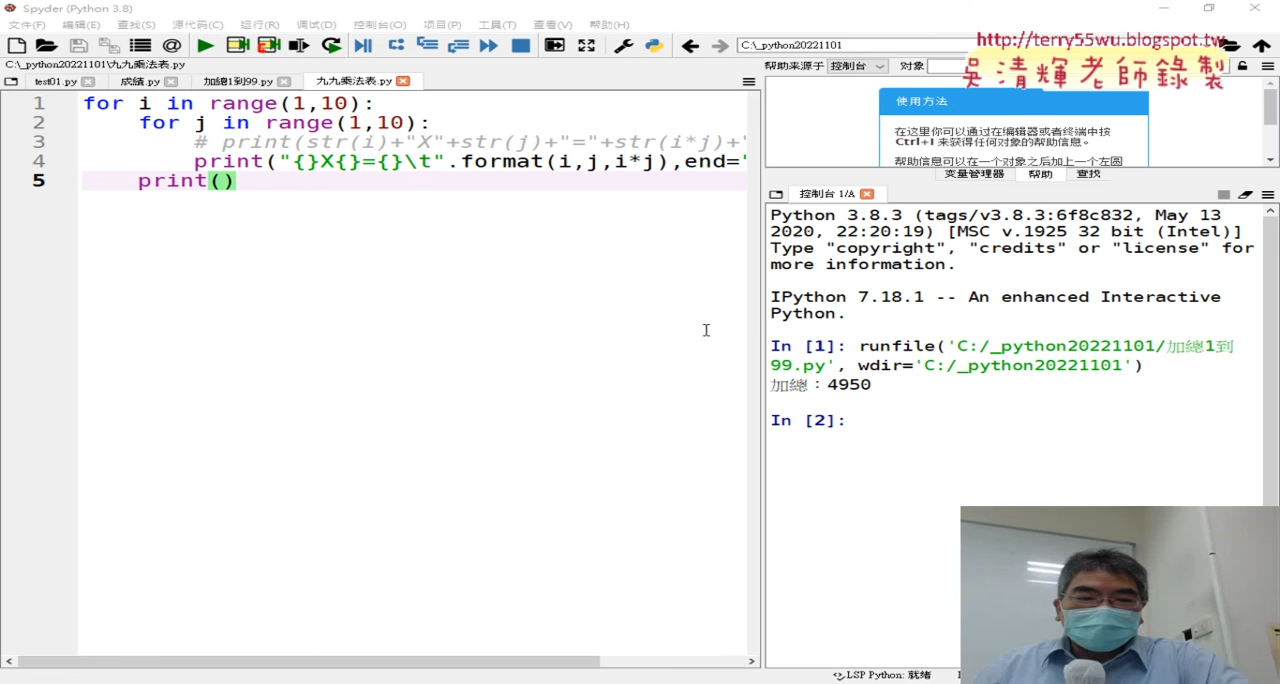 Spyder (Python 3.8)
文件(F) 编辑(E) 查找(S) 源代码(C) 运行(R) 调试(D) 控制台(O) 项目(P) 工具(T) 查看(V) 帮助(H)
C:\_python20221101
http://terry55wu.blogspot.tw
吳清輝老師錄製
C:\_python20221101\九九乘法表.py
test01.py 成績.py 加總1到99.py 九九乘法表.py
1 for i in range(1,10):
2 for j in range(1,10):
3 # print(str(i)+"X"+str(j)+"="+str(i*j)+"
4 print("{}X{}={}\t".format(i,j,i*j),end='
5 print()
帮助来源于 控制台 对象
使用方法
在这里你可以通过在编辑器或者终端中按
Ctrl+I 来获得任何对象的帮助信息。
帮助信息可以在一个对象之后加上一个左圆
变量管理器 帮助 查找
控制台 1/A
Python 3.8.3 (tags/v3.8.3:6f8c832, May 13
2020, 22:20:19) [MSC v.1925 32 bit (Intel)]
Type "copyright", "credits" or "license" for
more information.
IPython 7.18.1 -- An enhanced Interactive
Python.
In [1]: runfile('C:/_python20221101/加總1到
99.py', wdir='C:/_python20221101')
加總：4950
In [2]:
LSP Python: 就绪